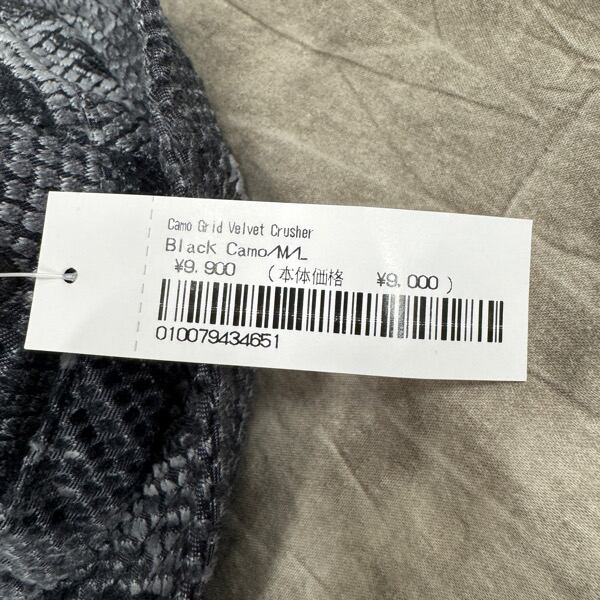 Camo Grid Velvet Crusher
Black Camo/M/L
¥9,900 (本体価格 ¥9,000)
010079434651